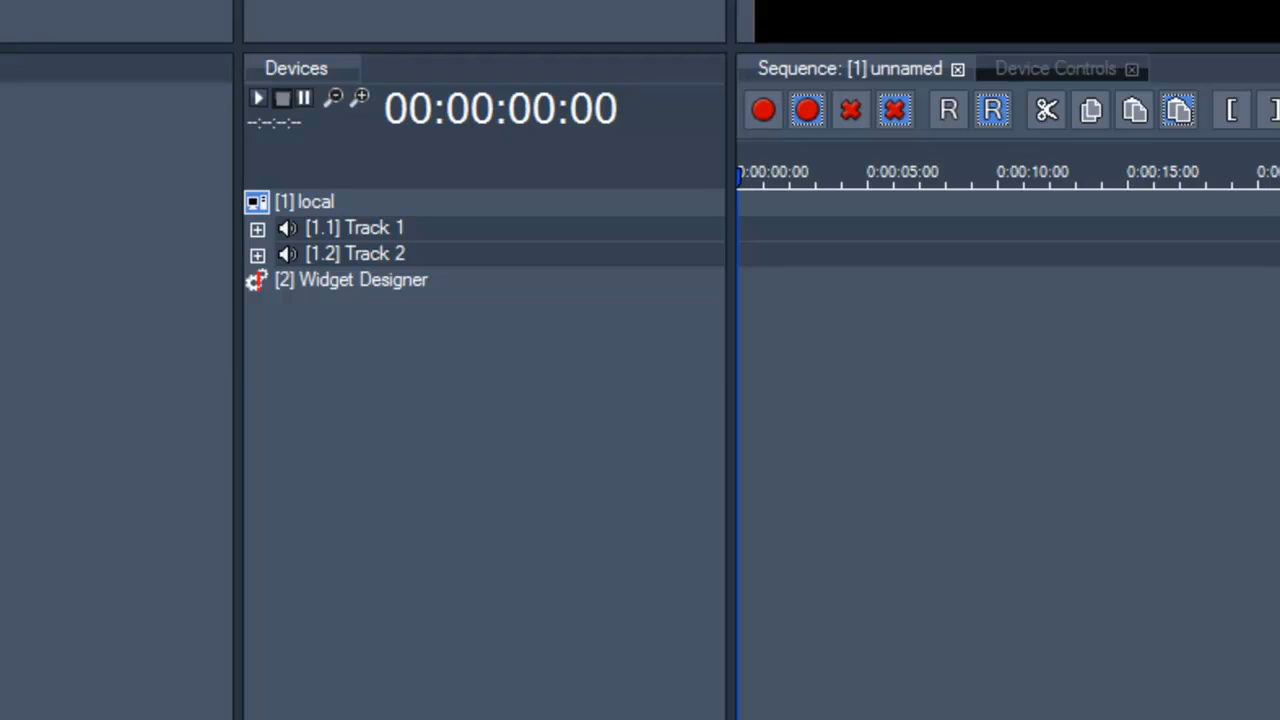 Devices
00:00:00:00
--:--:--:--
[1] local
[1.1] Track 1
[1.2] Track 2
[2] Widget Designer
Sequence: [1] unnamed
Device Controls
R R [ ]
0:00:00:00 0:00:05:00 0:00:10:00 0:00:15:00